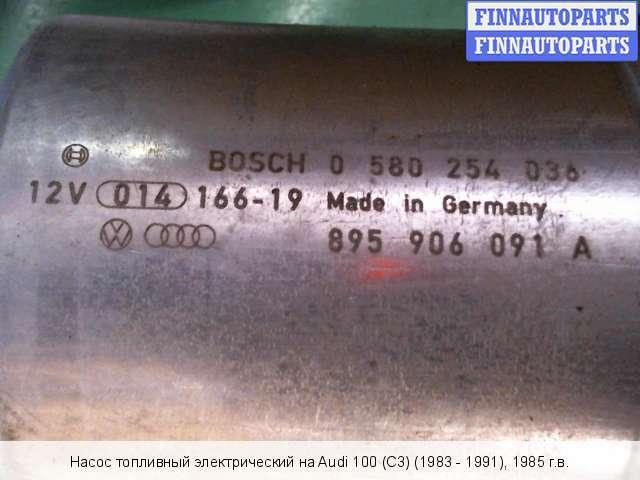 FINNAUTOPARTS
FINNAUTOPARTS
BOSCH 0 580 254 036
12V 014 166-19 Made in Germany
895 906 091 A
Насос топливный электрический на Audi 100 (C3) (1983 - 1991), 1985 г.в.